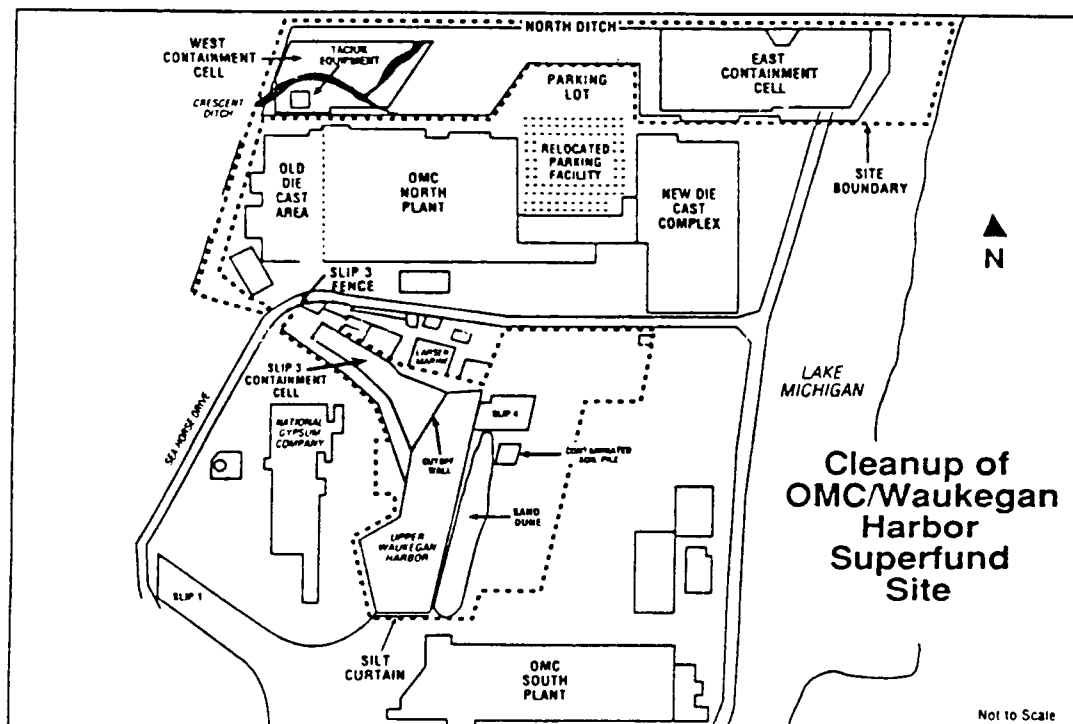 NORTH DITCH
WEST
CONTAINMENT
CELL
TACIUK
EQUIPMENT
CRESCENT
DITCH
PARKING
LOT
EAST
CONTAINMENT
CELL
SITE
BOUNDARY
OLD
DIE
CAST
AREA
OMC
NORTH
PLANT
RELOCATED
PARKING
FACILITY
NEW DIE
CAST
COMPLEX
N
SLIP 3
FENCE
LARSEN
MARINE
SLIP 3
CONTAINMENT
CELL
LAKE
MICHIGAN
SEA HORSE DRIVE
NATIONAL
GYPSUM
COMPANY
SLIP 4
CUTOFF
WALL
CONTAMINATED
SOIL PILE
SAND
DUNE
UPPER
WAUKEGAN
HARBOR
Cleanup of
OMC/Waukegan
Harbor
Superfund
Site
SLIP 1
SILT
CURTAIN
OMC
SOUTH
PLANT
Not to Scale